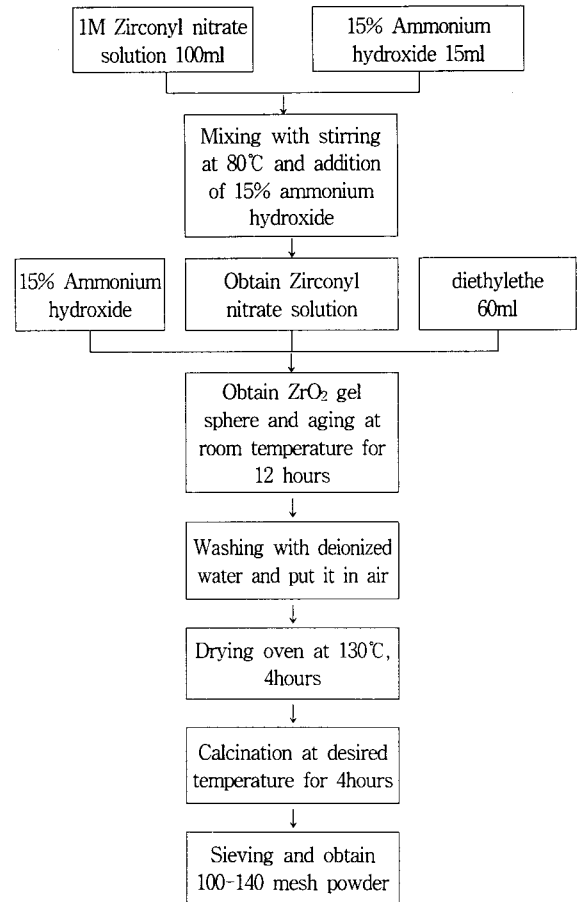 1M Zirconyl nitrate
solution 100ml
15% Ammonium
hydroxide 15ml
Mixing with stirring
at 80℃ and addition
of 15% ammonium
hydroxide
15% Ammonium
hydroxide
Obtain Zirconyl
nitrate solution
diethylethe
60ml
Obtain ZrO₂ gel
sphere and aging at
room temperature for
12 hours
Washing with deionized
water and put it in air
Drying oven at 130℃,
4hours
Calcination at desired
temperature for 4hours
Sieving and obtain
100-140 mesh powder